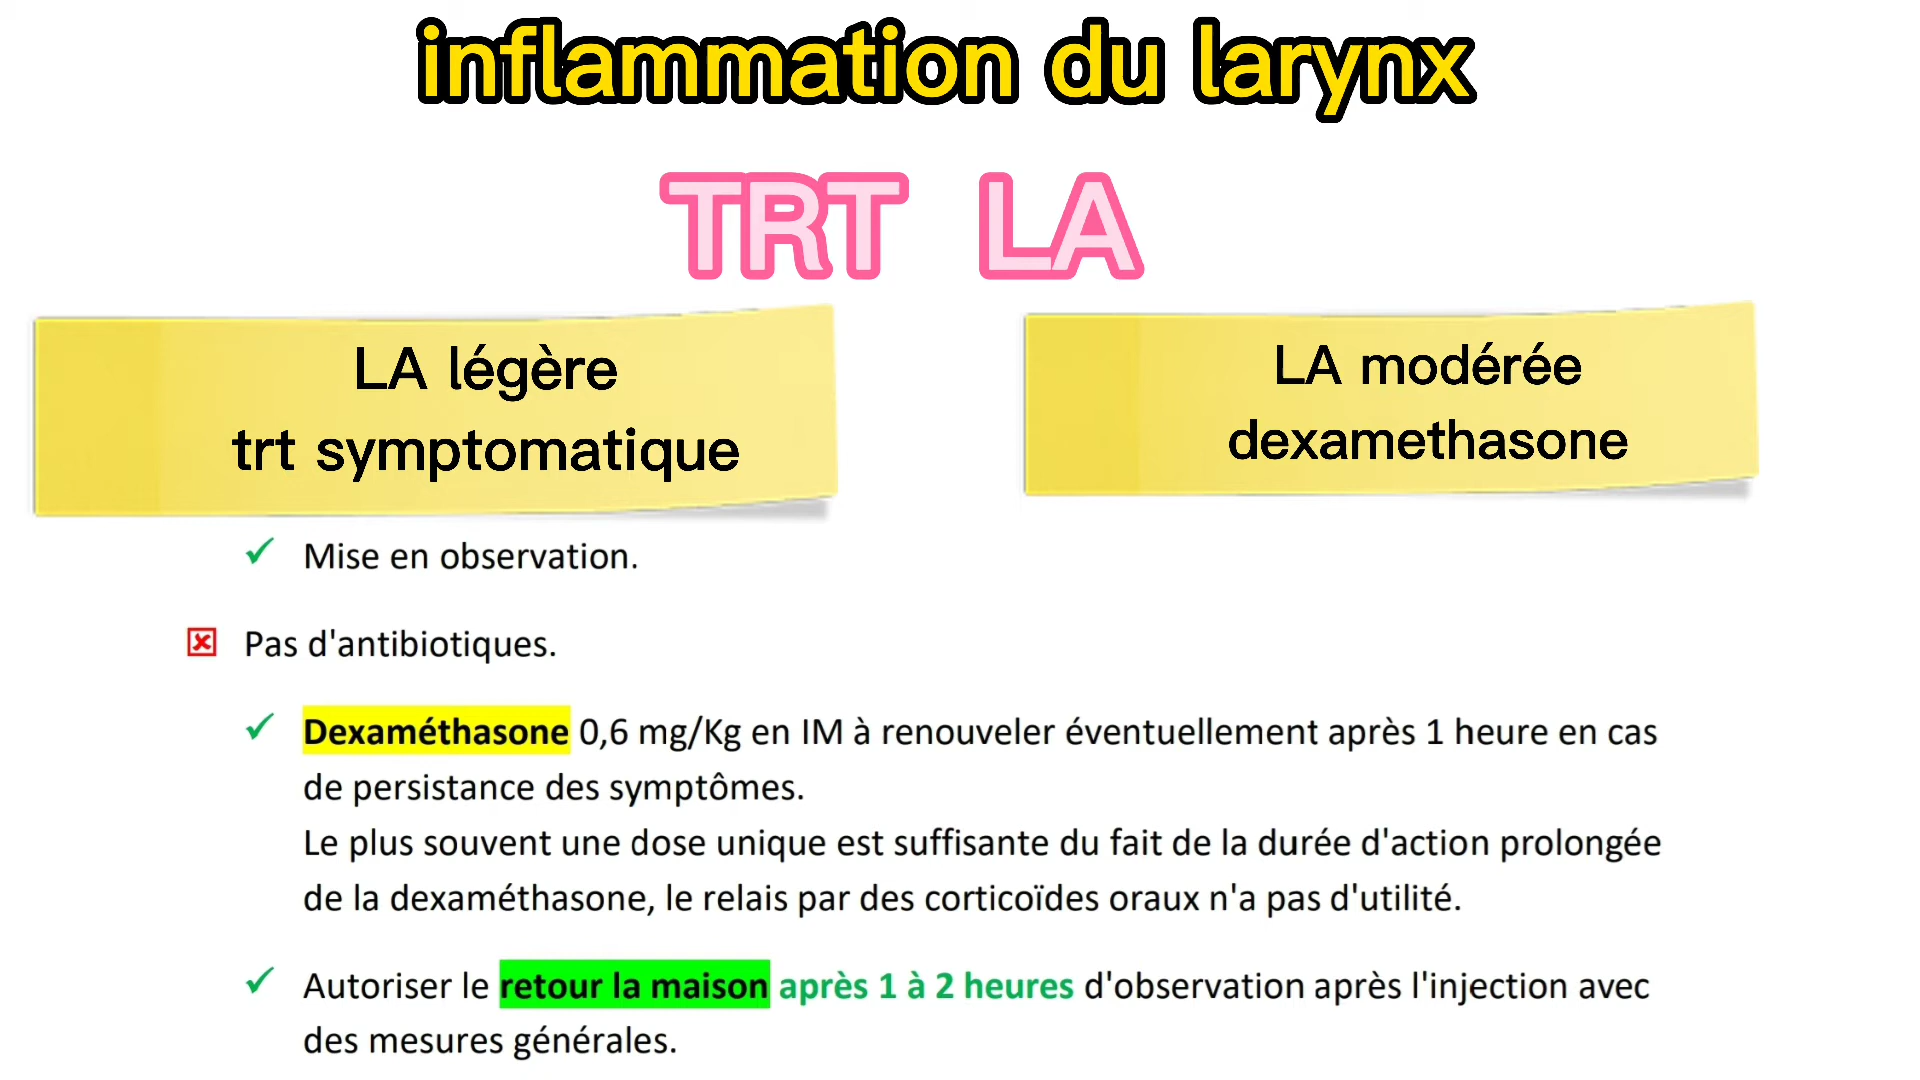 inflammation du larynx
TRT LA
LA légère
trt symptomatique
LA modérée
dexamethasone
Mise en observation.
Pas d'antibiotiques.
Dexaméthasone 0,6 mg/Kg en IM à renouveler éventuellement après 1 heure en cas
de persistance des symptômes.
Le plus souvent une dose unique est suffisante du fait de la durée d'action prolongée
de la dexaméthasone, le relais par des corticoïdes oraux n'a pas d'utilité.
Autoriser le retour la maison après 1 à 2 heures d'observation après l'injection avec
des mesures générales.